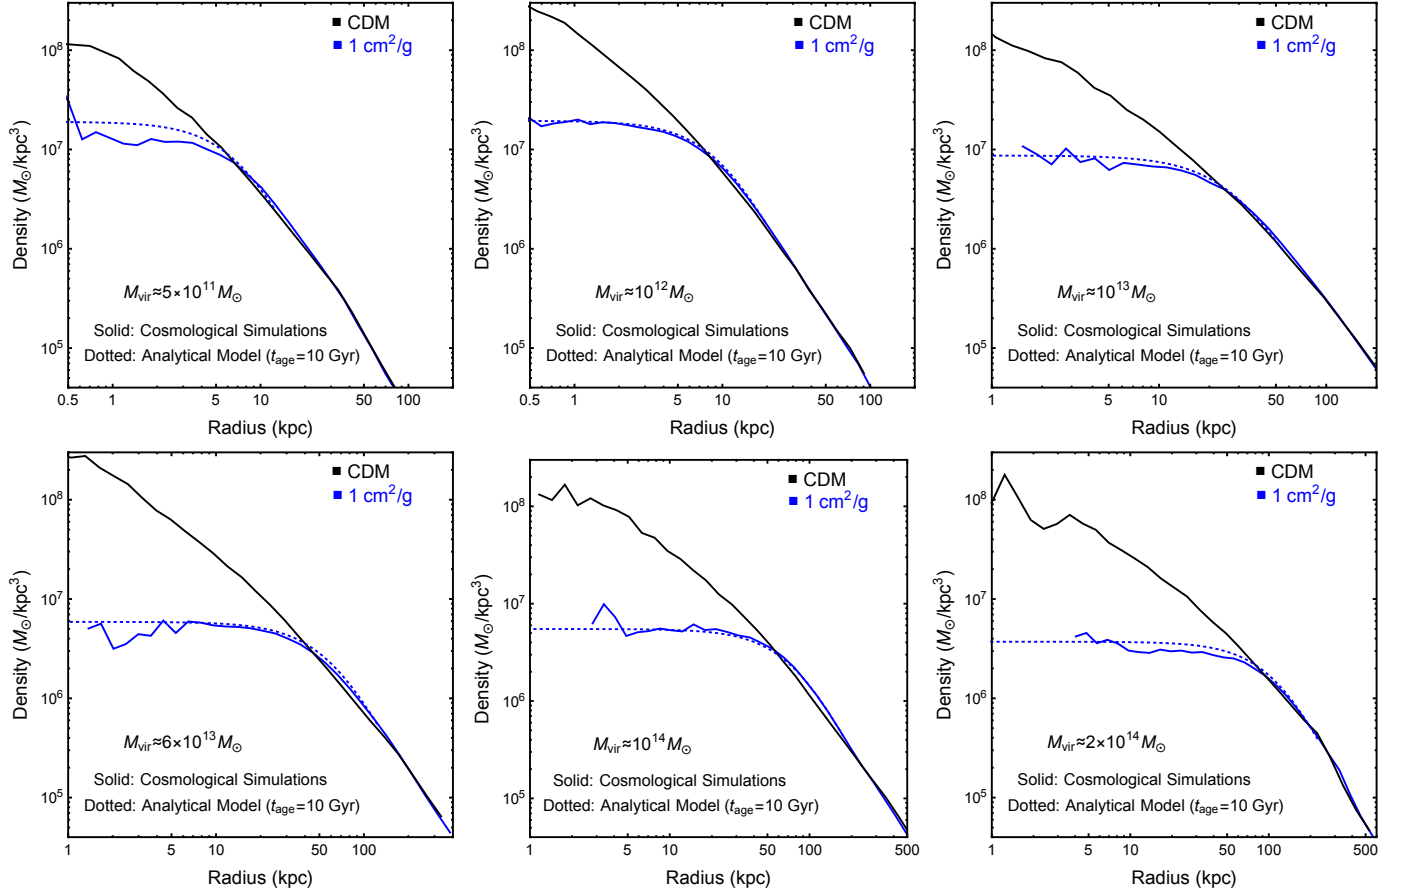 CDM
1 cm²/g
10⁸
10⁷
10⁶
10⁵
Density (M☉/kpc³)
Mvir≈5×10¹¹M☉
Solid: Cosmological Simulations
Dotted: Analytical Model (tage=10 Gyr)
0.5 1 5 10 50 100
Radius (kpc)
CDM
1 cm²/g
10⁸
10⁷
10⁶
10⁵
Density (M☉/kpc³)
Mvir≈10¹²M☉
Solid: Cosmological Simulations
Dotted: Analytical Model (tage=10 Gyr)
0.5 1 5 10 50 100
Radius (kpc)
CDM
1 cm²/g
10⁸
10⁷
10⁶
10⁵
Density (M☉/kpc³)
Mvir≈10¹³M☉
Solid: Cosmological Simulations
Dotted: Analytical Model (tage=10 Gyr)
1 5 10 50 100
Radius (kpc)
CDM
1 cm²/g
10⁸
10⁷
10⁶
10⁵
Density (M☉/kpc³)
Mvir≈6×10¹³M☉
Solid: Cosmological Simulations
Dotted: Analytical Model (tage=10 Gyr)
1 5 10 50 100
Radius (kpc)
CDM
1 cm²/g
10⁸
10⁷
10⁶
10⁵
Density (M☉/kpc³)
Mvir≈10¹⁴M☉
Solid: Cosmological Simulations
Dotted: Analytical Model (tage=10 Gyr)
1 5 10 50 100 500
Radius (kpc)
CDM
1 cm²/g
10⁸
10⁷
10⁶
10⁵
Density (M☉/kpc³)
Mvir≈2×10¹⁴M☉
Solid: Cosmological Simulations
Dotted: Analytical Model (tage=10 Gyr)
1 5 10 50 100 500
Radius (kpc)